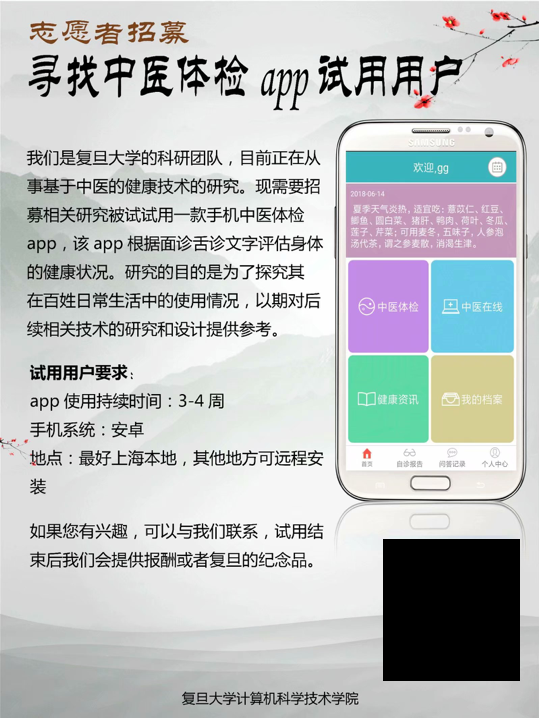 志愿者招募
寻找中医体检 app 试用用户
我们是复旦大学的科研团队，目前正在从
事基于中医的健康技术的研究。现需要招
募相关研究被试试用一款手机中医体检
app，该 app 根据面诊舌诊文字评估身体
的健康状况。研究的目的是为了探究其
在百姓日常生活中的使用情况，以期对后
续相关技术的研究和设计提供参考。
试用用户要求：
app 使用持续时间：3-4 周
手机系统：安卓
地点：最好上海本地，其他地方可远程安
装
如果您有兴趣，可以与我们联系，试用结
束后我们会提供报酬或者复旦的纪念品。
SAMSUNG
欢迎,gg
2018-06-14
夏季天气炎热，适宜吃：薏苡仁、红豆、
鲫鱼、圆白菜、猪肝、鸭肉、荷叶、冬瓜、
莲子、芹菜；可用麦冬，五味子，人参泡
汤代茶，谓之参麦散，消渴生津。
中医体检
中医在线
健康资讯
我的档案
首页
自诊报告
问答记录
个人中心
复旦大学计算机科学技术学院